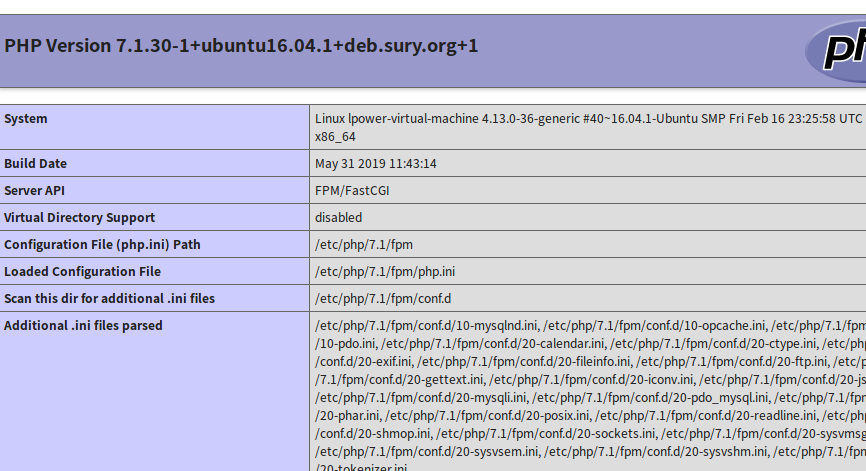 PHP Version 7.1.30-1+ubuntu16.04.1+deb.sury.org+1
System
Linux lpower-virtual-machine 4.13.0-36-generic #40~16.04.1-Ubuntu SMP Fri Feb 16 23:25:58 UTC
x86_64
Build Date
May 31 2019 11:43:14
Server API
FPM/FastCGI
Virtual Directory Support
disabled
Configuration File (php.ini) Path
/etc/php/7.1/fpm
Loaded Configuration File
/etc/php/7.1/fpm/php.ini
Scan this dir for additional .ini files
/etc/php/7.1/fpm/conf.d
Additional .ini files parsed
/etc/php/7.1/fpm/conf.d/10-mysqlnd.ini, /etc/php/7.1/fpm/conf.d/10-opcache.ini, /etc/php/7.1/fpm
/10-pdo.ini, /etc/php/7.1/fpm/conf.d/20-calendar.ini, /etc/php/7.1/fpm/conf.d/20-ctype.ini, /etc/php
/conf.d/20-exif.ini, /etc/php/7.1/fpm/conf.d/20-fileinfo.ini, /etc/php/7.1/fpm/conf.d/20-ftp.ini, /etc/p
/7.1/fpm/conf.d/20-gettext.ini, /etc/php/7.1/fpm/conf.d/20-iconv.ini, /etc/php/7.1/fpm/conf.d/20-js
/etc/php/7.1/fpm/conf.d/20-mysqli.ini, /etc/php/7.1/fpm/conf.d/20-pdo_mysql.ini, /etc/php/7.1/fpm
/20-phar.ini, /etc/php/7.1/fpm/conf.d/20-posix.ini, /etc/php/7.1/fpm/conf.d/20-readline.ini, /etc/php
/conf.d/20-shmop.ini, /etc/php/7.1/fpm/conf.d/20-sockets.ini, /etc/php/7.1/fpm/conf.d/20-sysvmsg
/etc/php/7.1/fpm/conf.d/20-sysvsem.ini, /etc/php/7.1/fpm/conf.d/20-sysvshm.ini, /etc/php/7.1/fpm
/20-tokenizer.ini